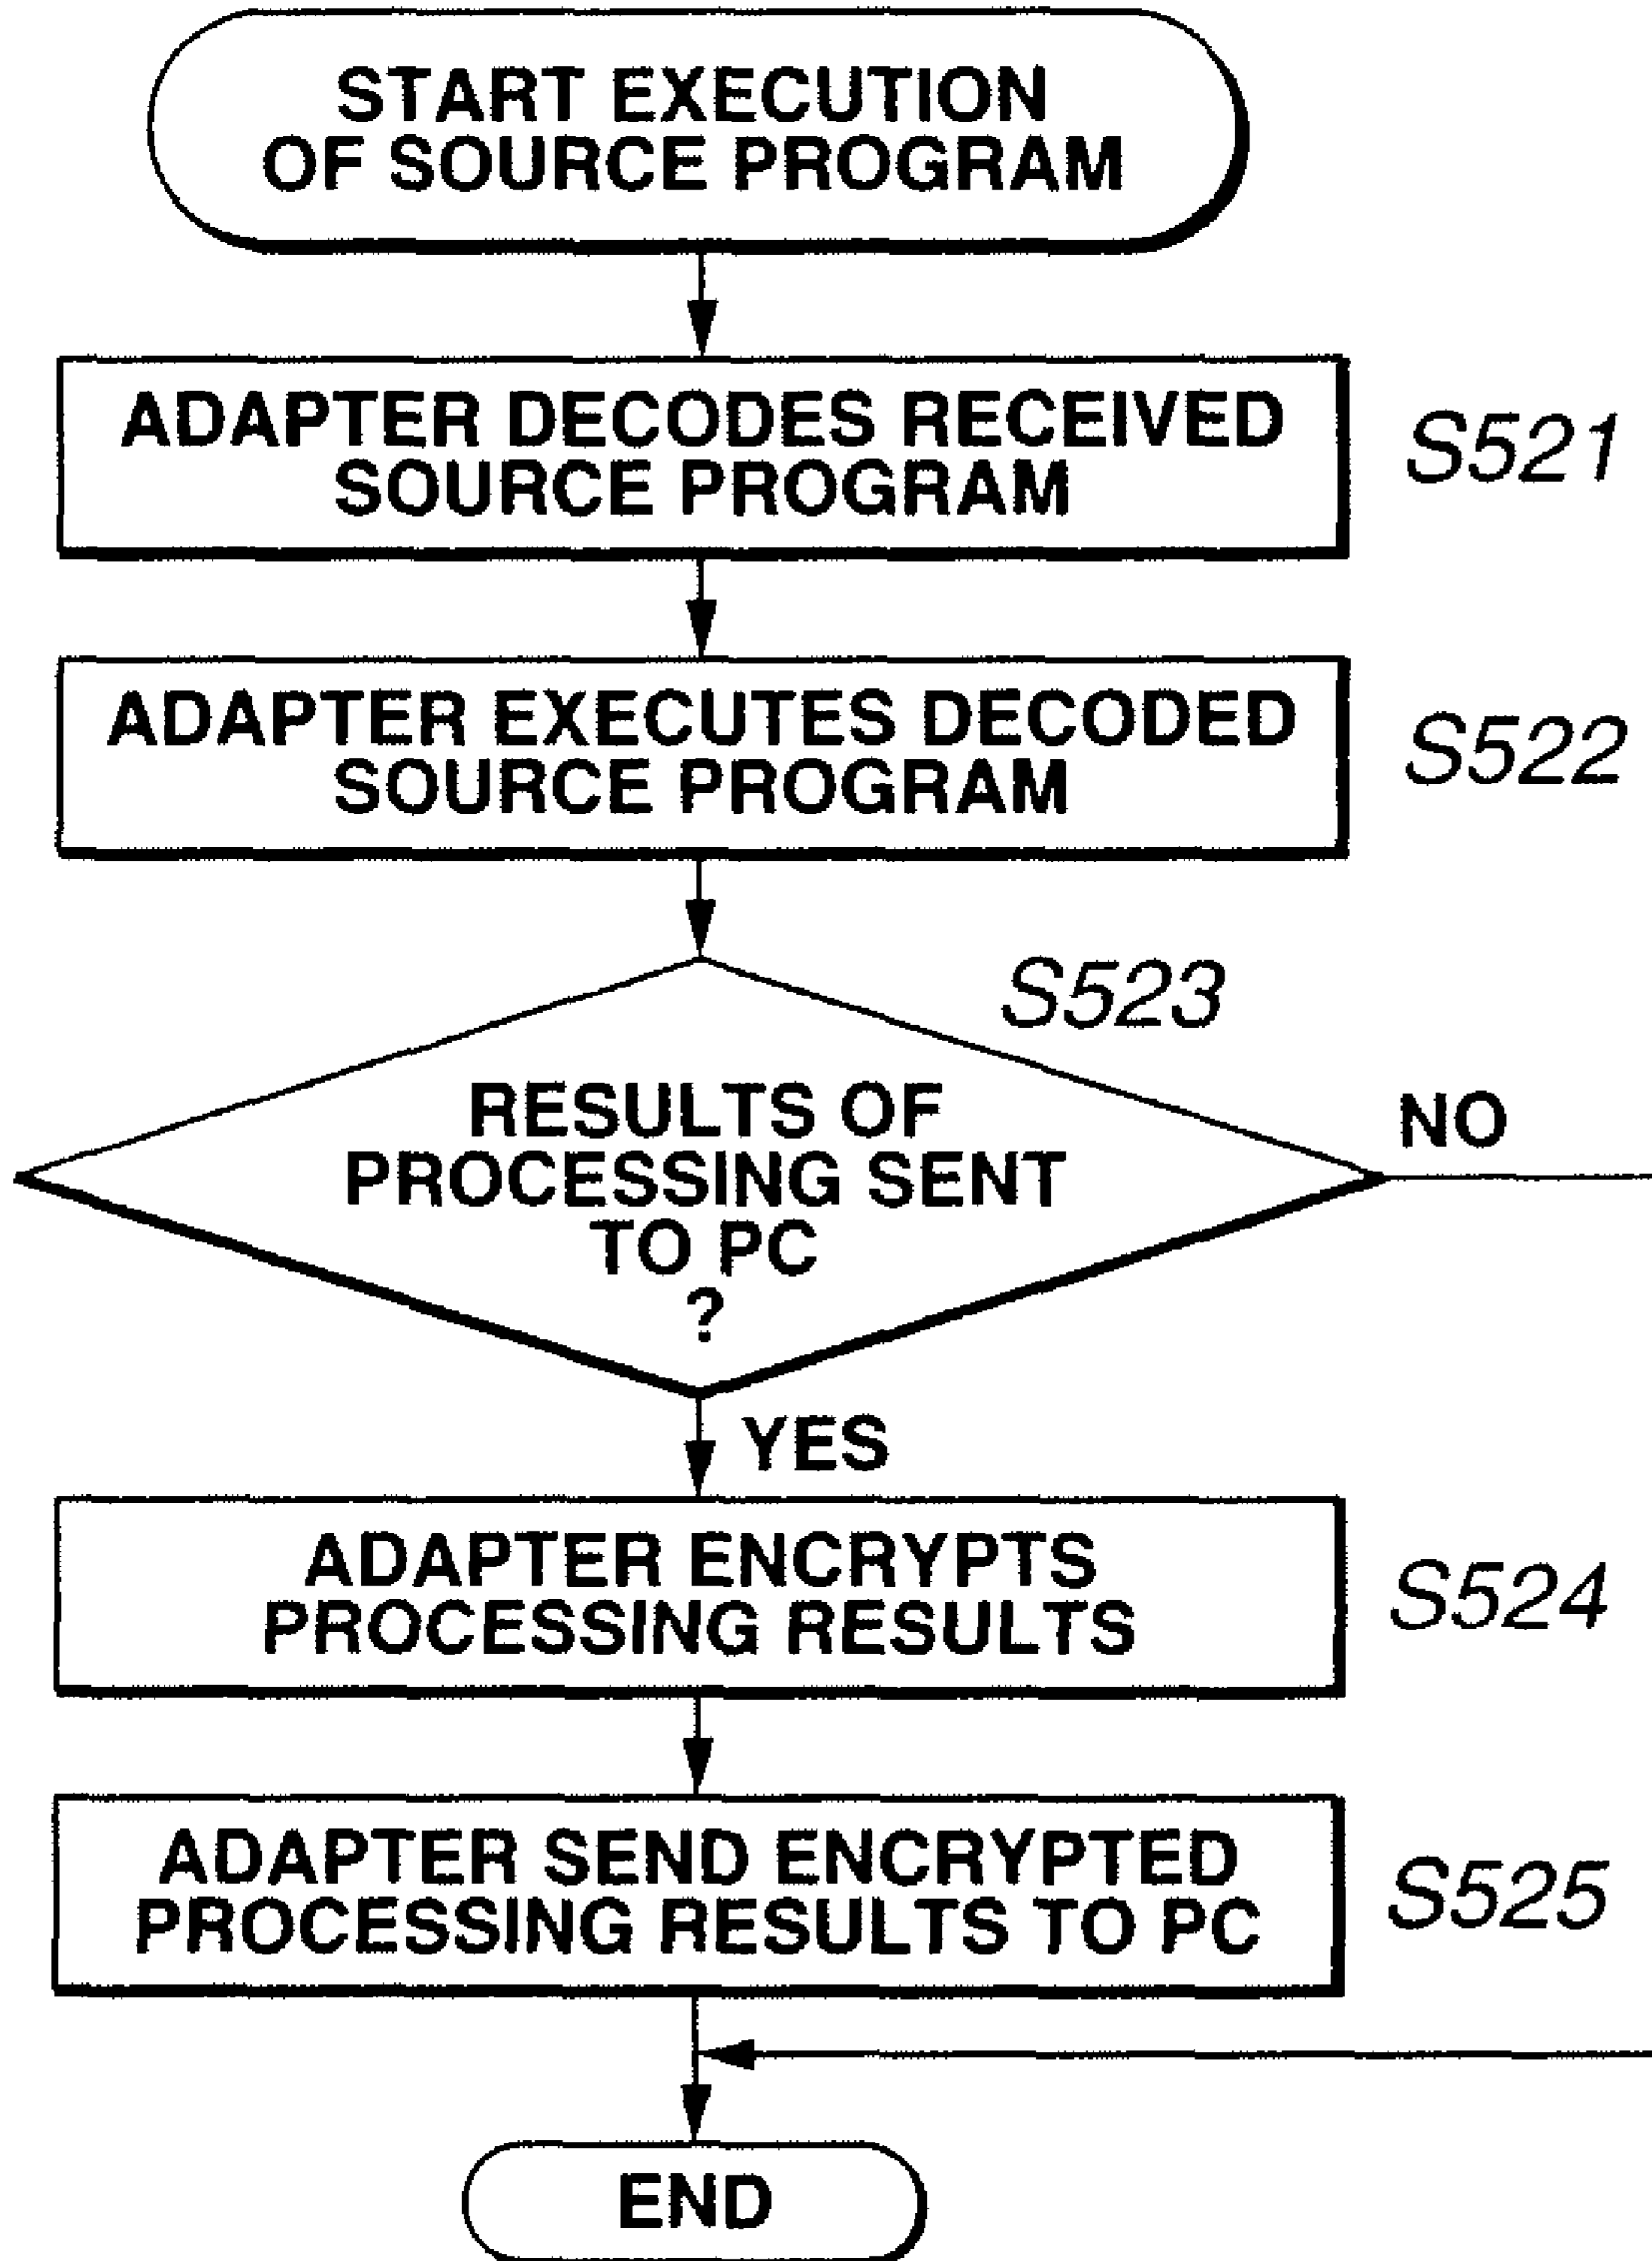 START EXECUTION
OF SOURCE PROGRAM
ADAPTER DECODES RECEIVED
SOURCE PROGRAM
S521
ADAPTER EXECUTES DECODED
SOURCE PROGRAM
S522
S523
RESULTS OF
PROCESSING SENT
TO PC
?
NO
YES
ADAPTER ENCRYPTS
PROCESSING RESULTS
S524
ADAPTER SEND ENCRYPTED
PROCESSING RESULTS TO PC
S525
END